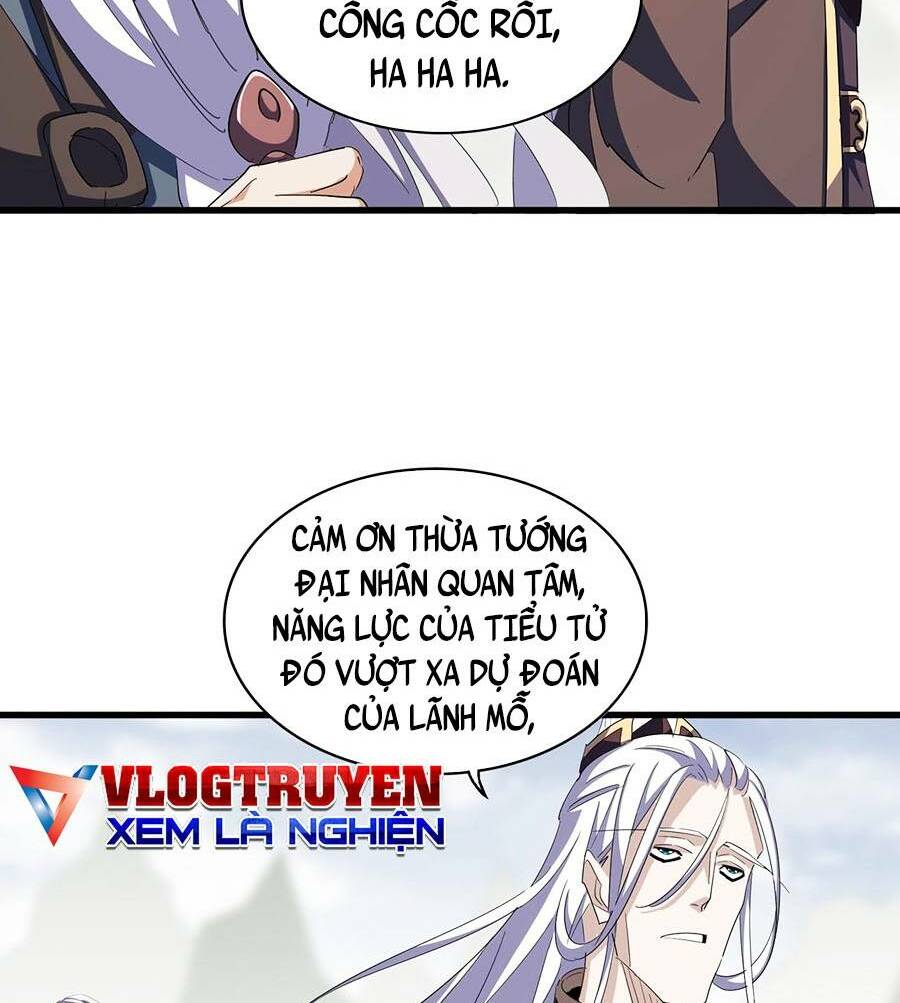 CÔNG CỐC RỒI,
HA HA HA.
CẢM ƠN THỪA TƯỚNG
ĐẠI NHÂN QUAN TÂM,
NĂNG LỰC CỦA TIỂU TỬ
ĐÓ VƯỢT XA DỰ ĐOÁN
CỦA LÃNH MỖ,
VLOGTRUYEN
XEM LÀ NGHIỆN